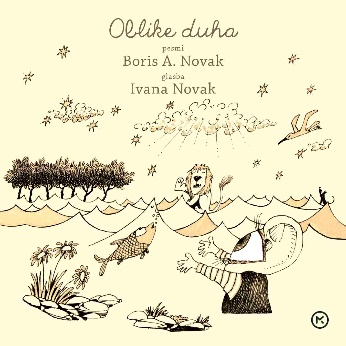 Oblike duha
pesmi
Boris A. Novak
glasba
Ivana Novak